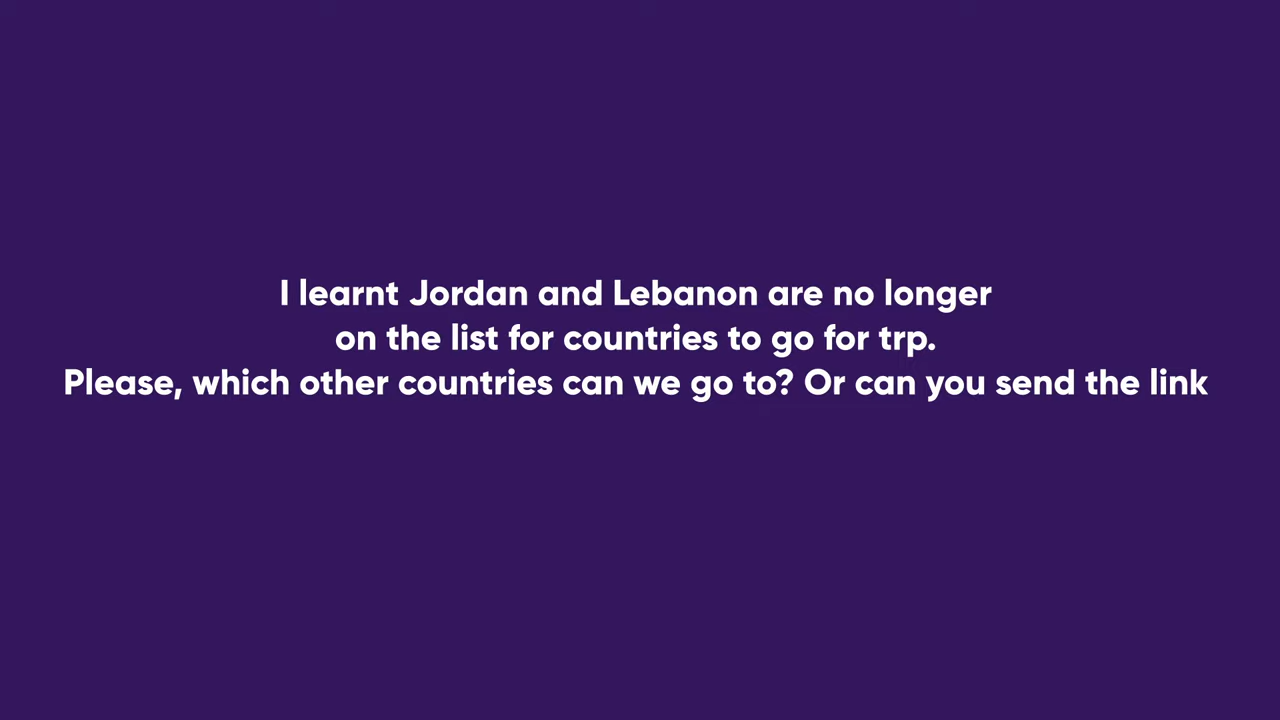 I learnt Jordan and Lebanon are no longer
on the list for countries to go for trp.
Please, which other countries can we go to? Or can you send the link